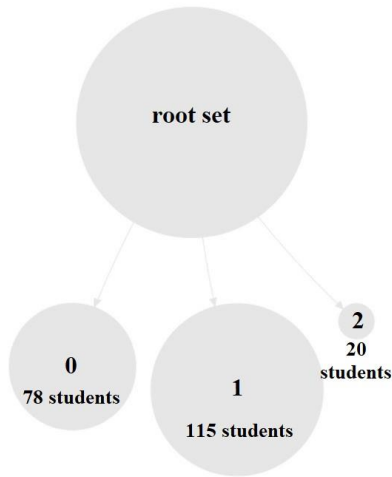 root set
0
78 students
1
115 students
2
20
students